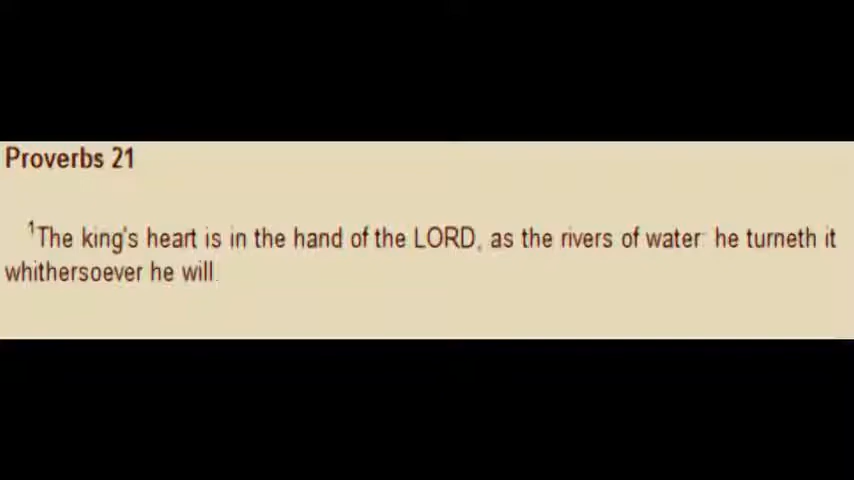 Proverbs 21
¹The king's heart is in the hand of the LORD, as the rivers of water: he turneth it
whithersoever he will.